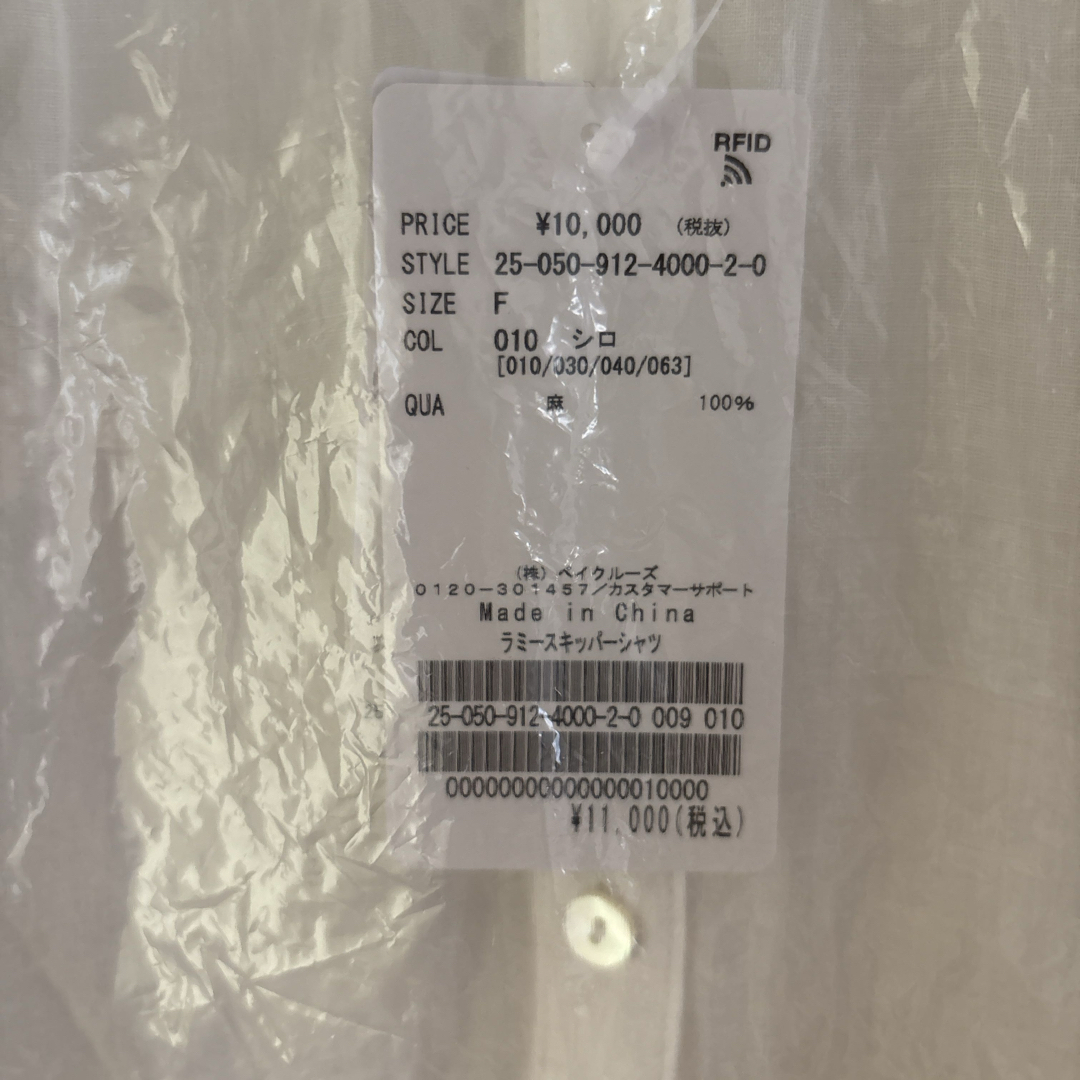 RFID
PRICE ¥10,000 (税抜)
STYLE 25-050-912-4000-2-0
SIZE F
COL 010 シロ
[010/030/040/063]
QUA 麻 100%
(株) ベイクルーズ
0120-301457/カスタマーサポート
Made in China
ラミースキッパーシャツ
25-050-912-4000-2-0 009 010
00000000000000010000
¥11,000(税込)